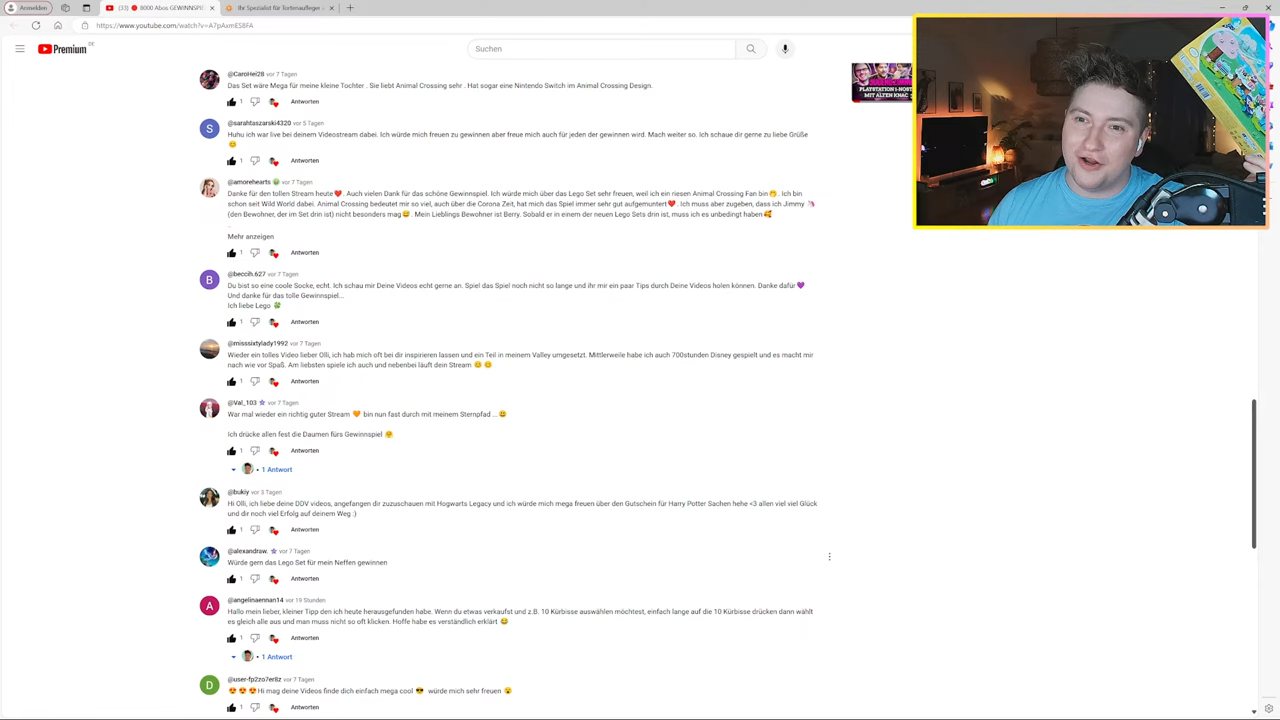 Anmelden
(33) 🔴 8000 Abos GEWINNSPIE
Ihr Spezialist für Tortenaufleger
https://www.youtube.com/watch?v=A7pAxmES8FA
Premium DE
Suchen
@CaroHei28 vor 7 Tagen
Das Set wäre Mega für meine kleine Tochter . Sie liebt Animal Crossing sehr . Hat sogar eine Nintendo Switch im Animal Crossing Design.
1 Antworten
PLAYSTATION 1-NOST
MIT ALTEN KNAC
S
@sarahtaszarski4320 vor 5 Tagen
Huhu ich war live bei deinem Videostream dabei. Ich würde mich freuen zu gewinnen aber freue mich auch für jeden der gewinnen wird. Mach weiter so. Ich schaue dir gerne zu liebe Grüße
😊
1 Antworten
@amorehearts vor 7 Tagen
Danke für den tollen Stream heute❤️. Auch vielen Dank für das schöne Gewinnspiel. Ich würde mich über das Lego Set sehr freuen, weil ich ein riesen Animal Crossing Fan bin🤭. Ich bin
schon seit Wild World dabei. Animal Crossing bedeutet mir so viel, auch über die Corona Zeit, hat mich das Spiel immer sehr gut aufgemuntert❤️. Ich muss aber zugeben, dass ich Jimmy 🦄
(den Bewohner, der im Set drin ist) nicht besonders mag😅. Mein Lieblings Bewohner ist Berry. Sobald er in einem der neuen Lego Sets drin ist, muss ich es unbedingt haben🥰
.
Mehr anzeigen
1 Antworten
B
@beccih.627 vor 7 Tagen
Du bist so eine coole Socke, echt. Ich schau mir Deine Videos echt gerne an. Spiel das Spiel noch nicht so lange und ihr mir ein paar Tips durch Deine Videos holen können. Danke dafür💜
Und danke für das tolle Gewinnspiel...
Ich liebe Lego 🍀
1 Antworten
@misssixtylady1992 vor 7 Tagen
Wieder ein tolles Video lieber Olli, ich hab mich oft bei dir inspirieren lassen und ein Teil in meinem Valley umgesetzt. Mittlerweile habe ich auch 700stunden Disney gespielt und es macht mir
nach wie vor Spaß. Am liebsten spiele ich auch und nebenbei läuft dein Stream 😊 😊
1 Antworten
@Val_103 vor 7 Tagen
War mal wieder ein richtig guter Stream 🧡 bin nun fast durch mit meinem Sternpfad ...😃
Ich drücke allen fest die Daumen fürs Gewinnspiel 🤗
1 Antworten
• 1 Antwort
@bukiy vor 3 Tagen
Hi Olli, ich liebe deine DDV videos, angefangen dir zuzuschauen mit Hogwarts Legacy und ich würde mich mega freuen über den Gutschein für Harry Potter Sachen hehe <3 allen viel viel Glück
und dir noch viel Erfolg auf deinem Weg :)
1 Antworten
@alexandraw. vor 7 Tagen
Würde gern das Lego Set für mein Neffen gewinnen
1 Antworten
A
@angelinaennan14 vor 19 Stunden
Hallo mein lieber, kleiner Tipp den ich heute herausgefunden habe. Wenn du etwas verkaufst und z.B. 10 Kürbisse auswählen möchtest, einfach lange auf die 10 Kürbisse drücken dann wählt
es gleich alle aus und man muss nicht so oft klicken. Hoffe habe es verständlich erklärt 😂
1 Antworten
• 1 Antwort
D
@user-fp2zo7er8z vor 7 Tagen
😍 😍 😍Hi mag deine Videos finde dich einfach mega cool 😎 würde mich sehr freuen 😮
1 Antworten